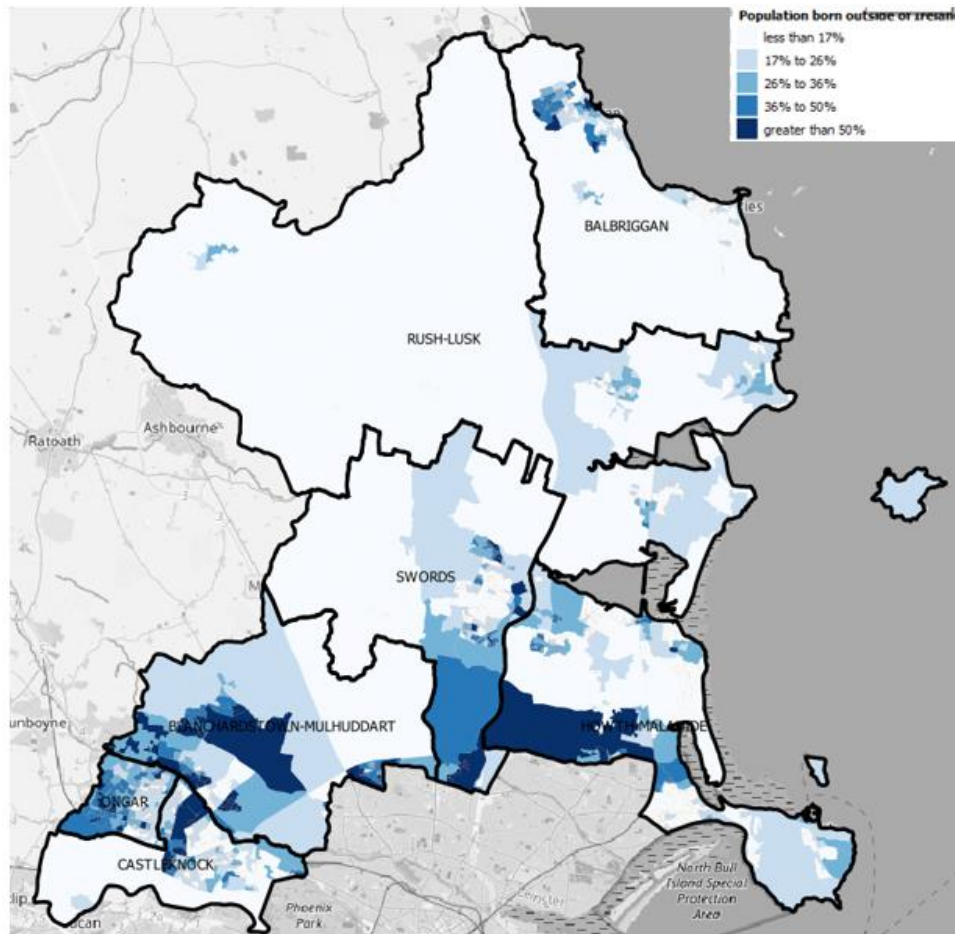 Population born outside of Ireland
less than 17%
17% to 26%
26% to 36%
36% to 50%
greater than 50%
BALBRIGGAN
RUSH-LUSK
Ratoath
Ashbourne
SWORDS
BLANCHARDSTOWN-MULHUDDART
HOWTH-MALAHIDE
ONGAR
CASTLEKNOCK
Phoenix
Park
North Bull
Island Special
Protection
Area